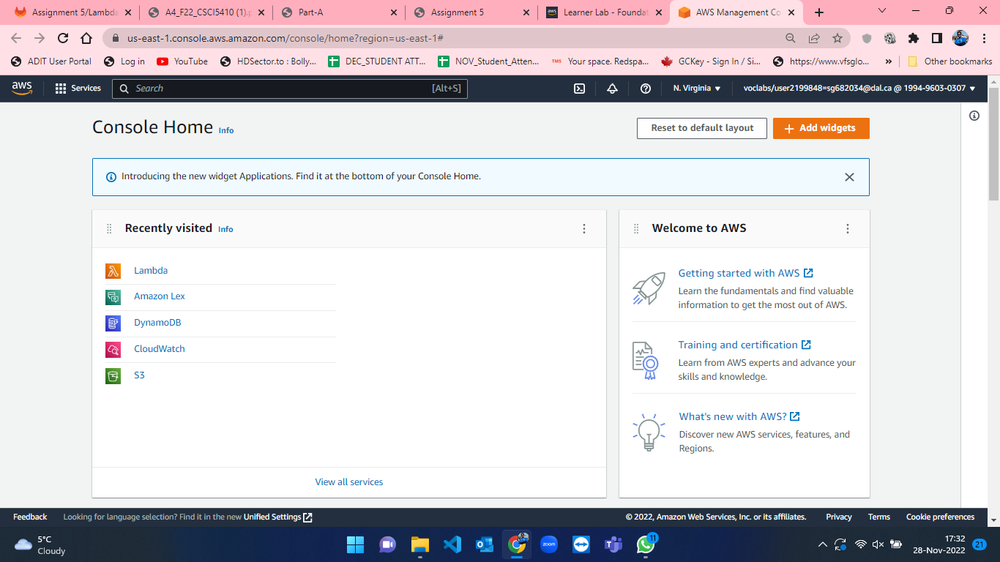 Assignment 5/Lambda
A4_F22_CSCI5410 (1).p
Part-A
Assignment 5
Learner Lab - Foundat
AWS Management Co
us-east-1.console.aws.amazon.com/console/home?region=us-east-1#
ADIT User Portal
Log in
YouTube
HDSector.to : Bolly...
DEC_STUDENT ATT...
NOV_Student_Atten...
TMS
Your space. Redspa...
GCKey - Sign In / Si...
https://www.vfsglo...
»
Other bookmarks
aws
Services
Search
[Alt+S]
N. Virginia
voclabs/user2199848=sg682034@dal.ca @ 1994-9603-0307
Console Home Info
Reset to default layout
Add widgets
Introducing the new widget Applications. Find it at the bottom of your Console Home.
Recently visited Info
Lambda
Amazon Lex
DynamoDB
CloudWatch
S3
View all services
Welcome to AWS
Getting started with AWS
Learn the fundamentals and find valuable
information to get the most out of AWS.
Training and certification
Learn from AWS experts and advance your
skills and knowledge.
What's new with AWS?
Discover new AWS services, features, and
Regions.
Feedback
Looking for language selection? Find it in the new Unified Settings
© 2022, Amazon Web Services, Inc. or its affiliates.
Privacy
Terms
Cookie preferences
5°C
Cloudy
zoom
11
17:32
28-Nov-2022
21